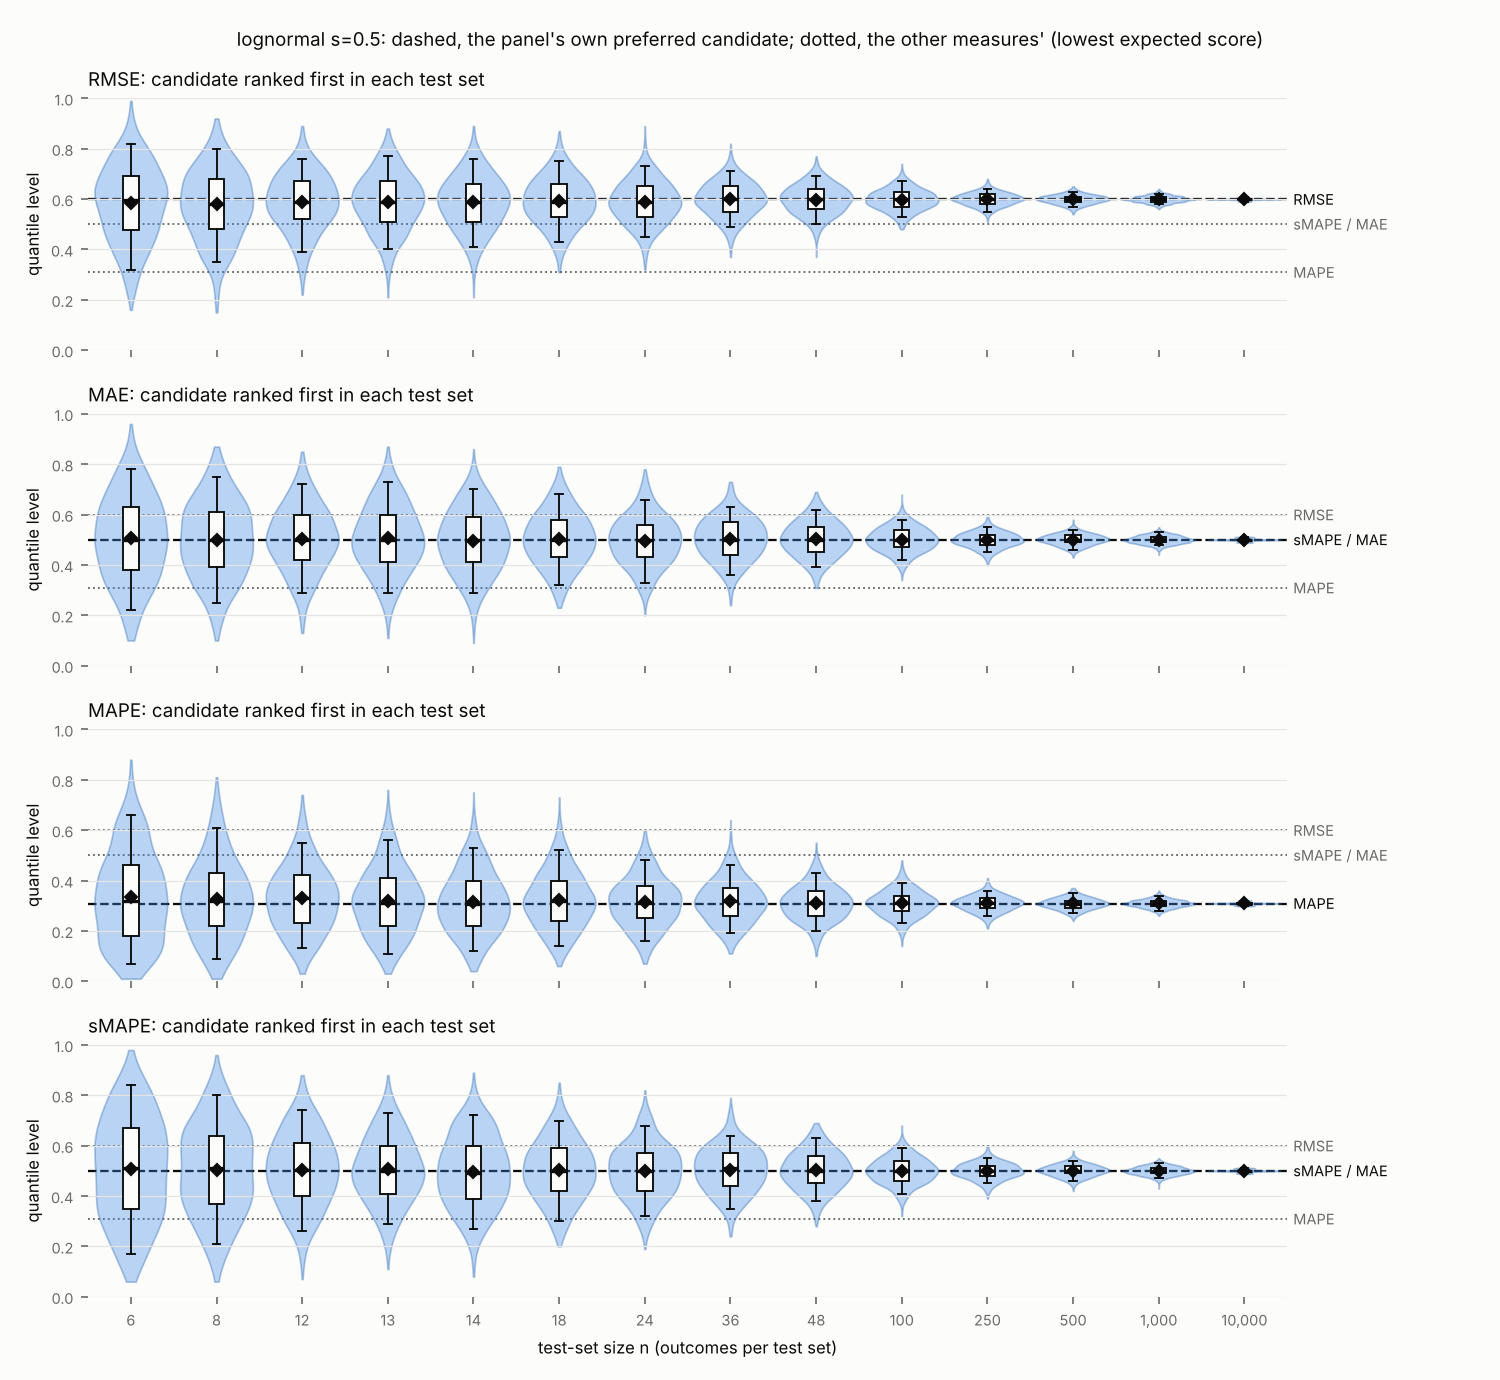 lognormal s=0.5: dashed, the panel's own preferred candidate; dotted, the other measures' (lowest expected score)
RMSE: candidate ranked first in each test set
quantile level
1.0
0.8
0.6
0.4
0.2
0.0
RMSE
sMAPE / MAE
MAPE
MAE: candidate ranked first in each test set
quantile level
1.0
0.8
0.6
0.4
0.2
0.0
RMSE
sMAPE / MAE
MAPE
MAPE: candidate ranked first in each test set
quantile level
1.0
0.8
0.6
0.4
0.2
0.0
RMSE
sMAPE / MAE
MAPE
sMAPE: candidate ranked first in each test set
quantile level
1.0
0.8
0.6
0.4
0.2
0.0
RMSE
sMAPE / MAE
MAPE
6 8 12 13 14 18 24 36 48 100 250 500 1,000 10,000
test-set size n (outcomes per test set)